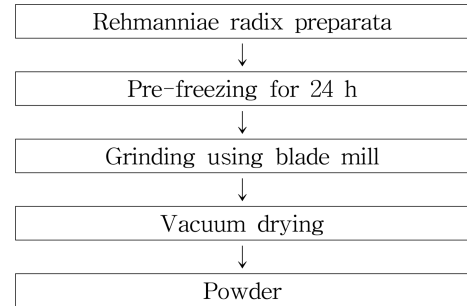 Rehmanniae radix preparata
↓
Pre-freezing for 24 h
↓
Grinding using blade mill
↓
Vacuum drying
↓
Powder